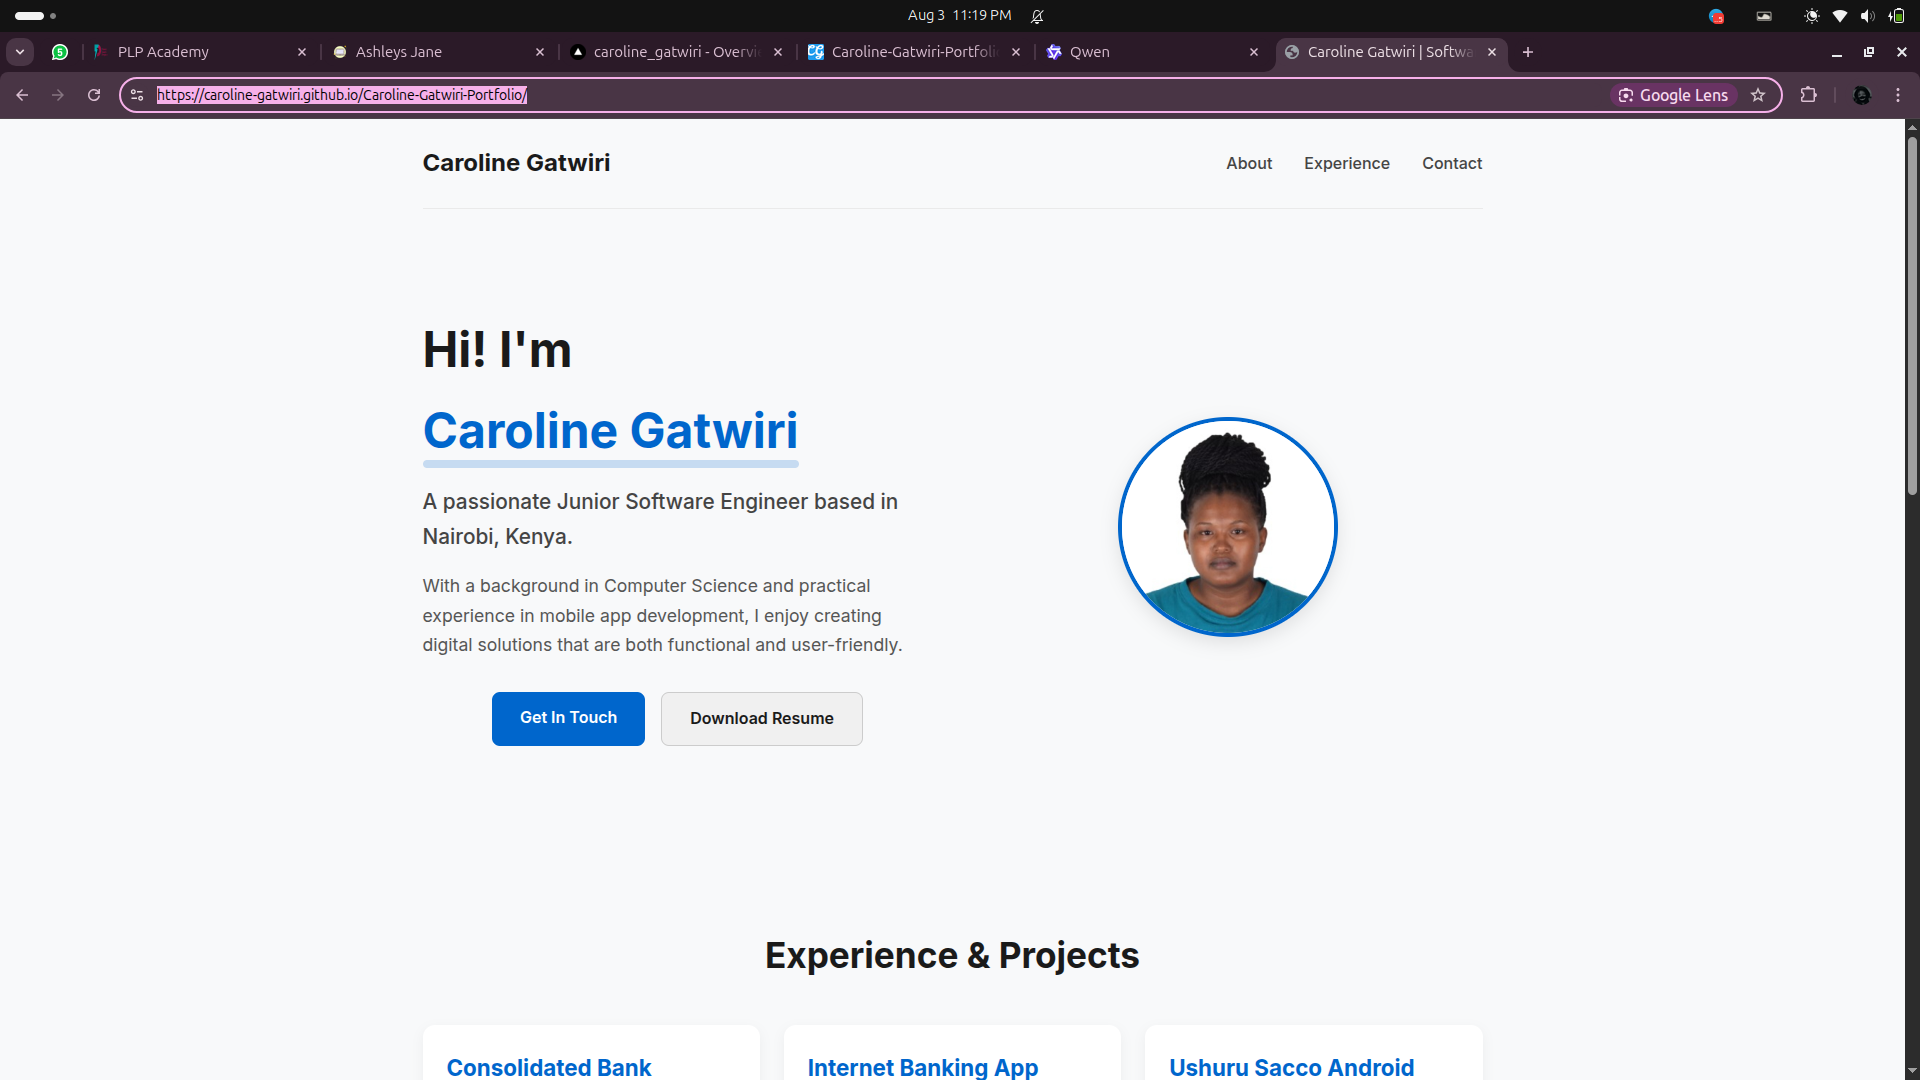 Aug 3 11:19 PM
5
PLP Academy
Ashleys Jane
caroline_gatwiri - Overvi
Caroline-Gatwiri-Portfoli
Qwen
Caroline Gatwiri | Softwa
https://caroline-gatwiri.github.io/Caroline-Gatwiri-Portfolio/
Google Lens
Caroline Gatwiri
About
Experience
Contact
Hi! I'm
Caroline Gatwiri
A passionate Junior Software Engineer based in
Nairobi, Kenya.
With a background in Computer Science and practical
experience in mobile app development, I enjoy creating
digital solutions that are both functional and user-friendly.
Get In Touch
Download Resume
Experience & Projects
Consolidated Bank
Internet Banking App
Ushuru Sacco Android